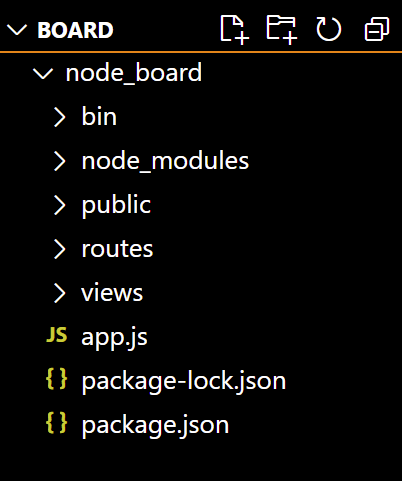 BOARD
node_board
bin
node_modules
public
routes
views
JS app.js
{} package-lock.json
{} package.json